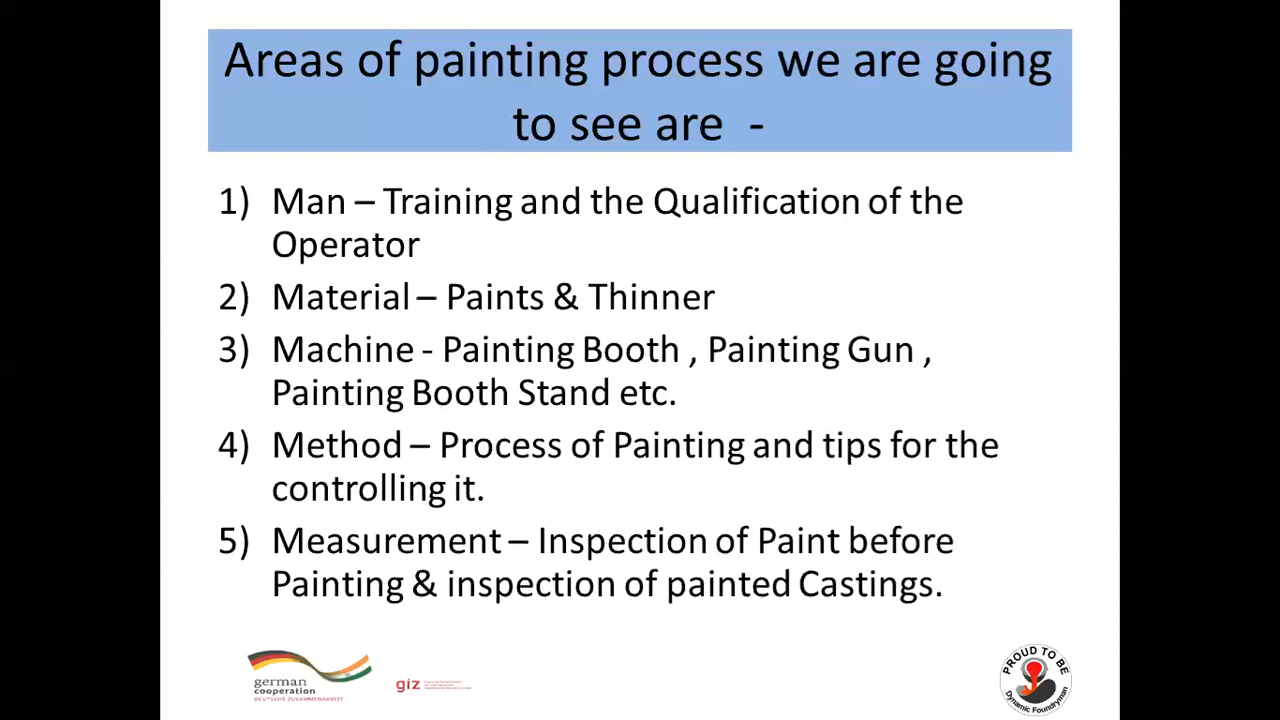 Areas of painting process we are going
to see are -
1) Man – Training and the Qualification of the
Operator
2) Material – Paints & Thinner
3) Machine - Painting Booth , Painting Gun ,
Painting Booth Stand etc.
4) Method – Process of Painting and tips for the
controlling it.
5) Measurement – Inspection of Paint before
Painting & inspection of painted Castings.
german
cooperation
DEUTSCHE ZUSAMMENARBEIT
giz
PROUD TO BE
Dynamic Foundryman